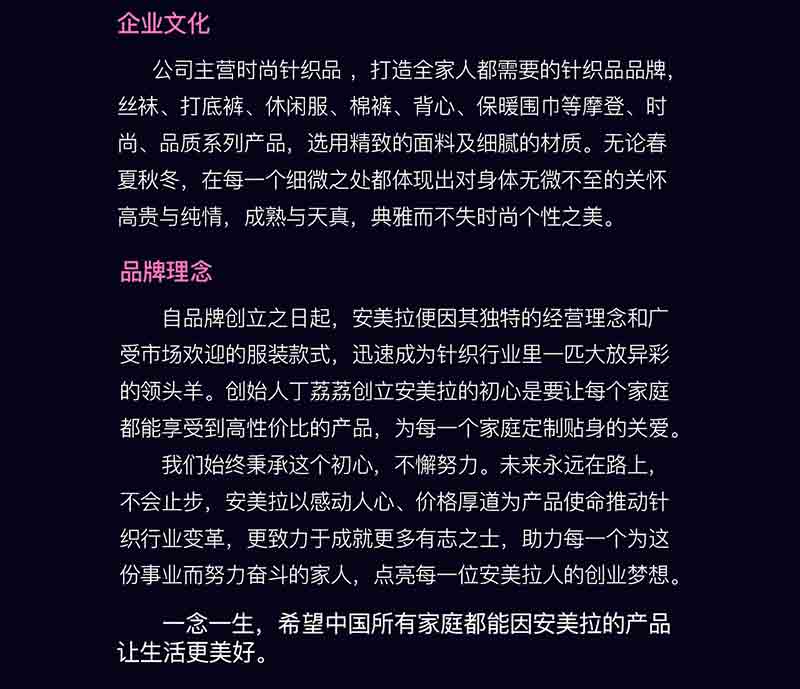 企业文化
公司主营时尚针织品，打造全家人都需要的针织品品牌，
丝袜、打底裤、休闲服、棉裤、背心、保暖围巾等摩登、时
尚、品质系列产品，选用精致的面料及细腻的材质。无论春
夏秋冬，在每一个细微之处都体现出对身体无微不至的关怀
高贵与纯情，成熟与天真，典雅而不失时尚个性之美。
品牌理念
自品牌创立之日起，安美拉便因其独特的经营理念和广
受市场欢迎的服装款式，迅速成为针织行业里一匹大放异彩
的领头羊。创始人丁荔荔创立安美拉的初心是要让每个家庭
都能享受到高性价比的产品，为每一个家庭定制贴身的关爱。
我们始终秉承这个初心，不懈努力。未来永远在路上，
不会止步，安美拉以感动人心、价格厚道为产品使命推动针
织行业变革，更致力于成就更多有志之士，助力每一个为这
份事业而努力奋斗的家人，点亮每一位安美拉人的创业梦想。
一念一生，希望中国所有家庭都能因安美拉的产品
让生活更美好。